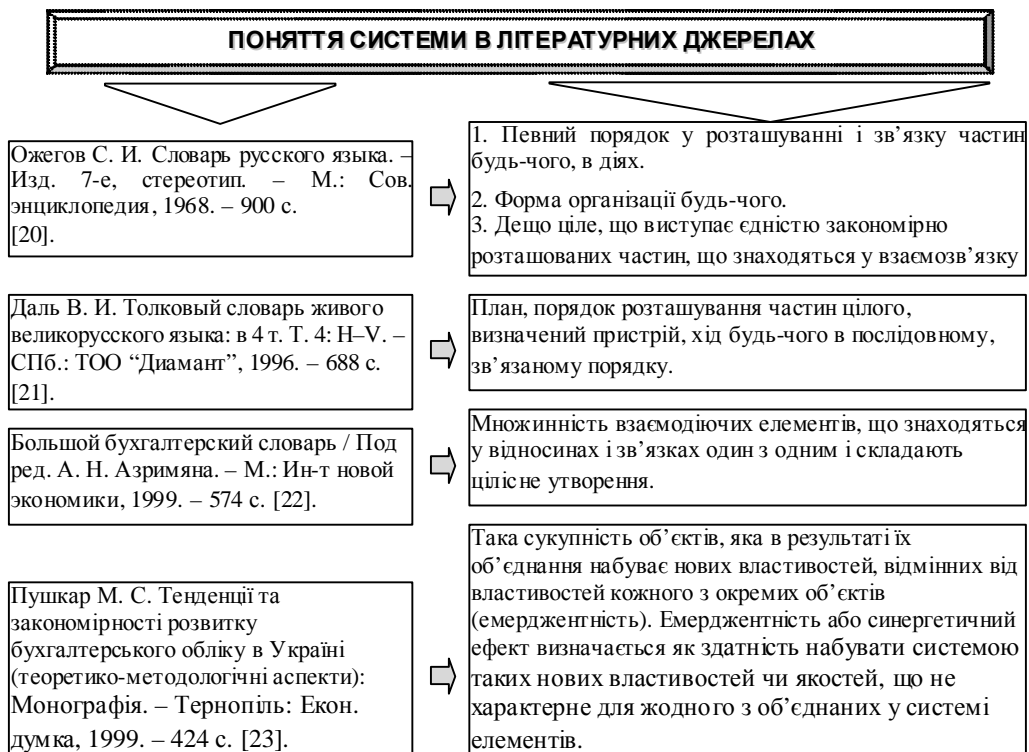 ПОНЯТТЯ СИСТЕМИ В ЛІТЕРАТУРНИХ ДЖЕРЕЛАХ
Ожегов С. И. Словарь русского языка. –
Изд. 7-е, стереотип. – М.: Сов.
энциклопедия, 1968. – 900 с.
[20].
1. Певний порядок у розташуванні і зв’язку частин
будь-чого, в діях.
2. Форма організації будь-чого.
3. Дещо ціле, що виступає єдністю закономірно
розташованих частин, що знаходяться у взаємозв’язку
Даль В. И. Толковый словарь живого
великорусского языка: в 4 т. Т. 4: Н–V. –
СПб.: ТОО “Диамант”, 1996. – 688 с.
[21].
План, порядок розташування частин цілого,
визначений пристрій, хід будь-чого в послідовному,
зв’язаному порядку.
Большой бухгалтерский словарь / Под
ред. А. Н. Азримяна. – М.: Ин-т новой
экономики, 1999. – 574 с. [22].
Множинність взаємодіючих елементів, що знаходяться
у відносинах і зв’язках один з одним і складають
цілісне утворення.
Пушкар М. С. Тенденції та
закономірності розвитку
бухгалтерського обліку в Україні
(теоретико-методологічні аспекти):
Монографія. – Тернопіль: Екон.
думка, 1999. – 424 с. [23].
Така сукупність об’єктів, яка в результаті їх
об’єднання набуває нових властивостей, відмінних від
властивостей кожного з окремих об’єктів
(емерджентність). Емерджентність або синергетичний
ефект визначається як здатність набувати системою
таких нових властивостей чи якостей, що не
характерне для жодного з об’єднаних у системі
елементів.